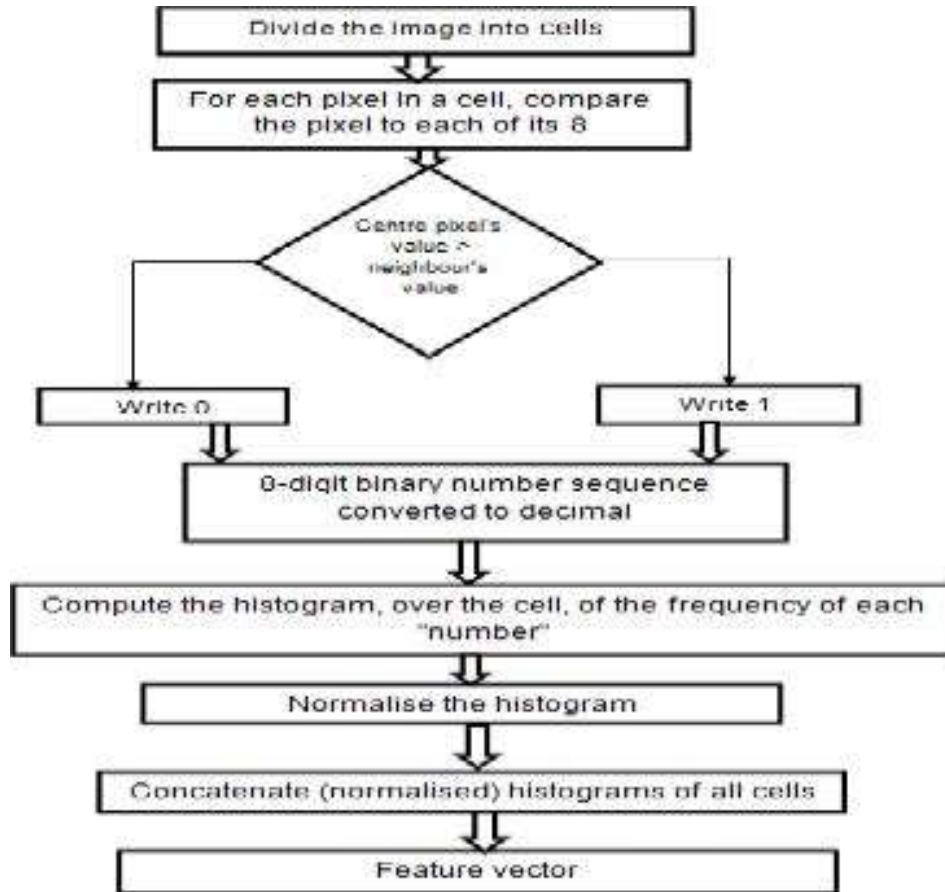 Divide the image into cells
For each pixel in a cell, compare
the pixel to each of its 8
Centre pixel's
value >
neighbour's
value
Write 0
Write 1
8-digit binary number sequence
converted to decimal
Compute the histogram, over the cell, of the frequency of each
"number"
Normalise the histogram
Concatenate (normalised) histograms of all cells
Feature vector